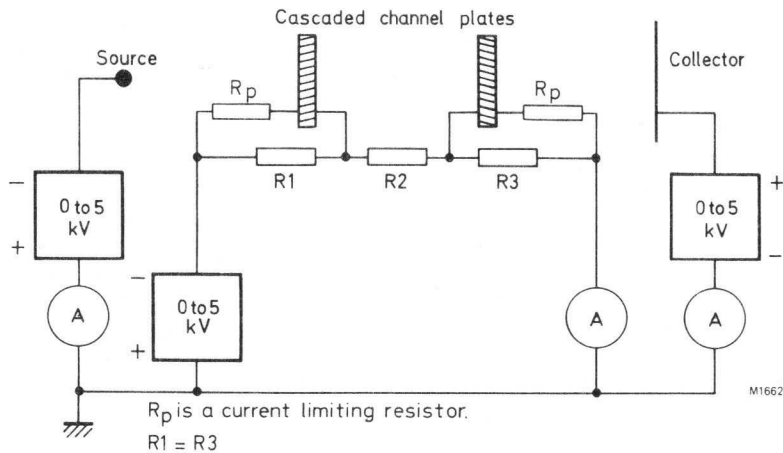 Cascaded channel plates
Source
Collector
Rp
Rp
R1
R2
R3
-
0 to 5
kV
+
-
0 to 5
kV
+
+
0 to 5
kV
-
A
A
A
M1662
Rp is a current limiting resistor.
R1 = R3